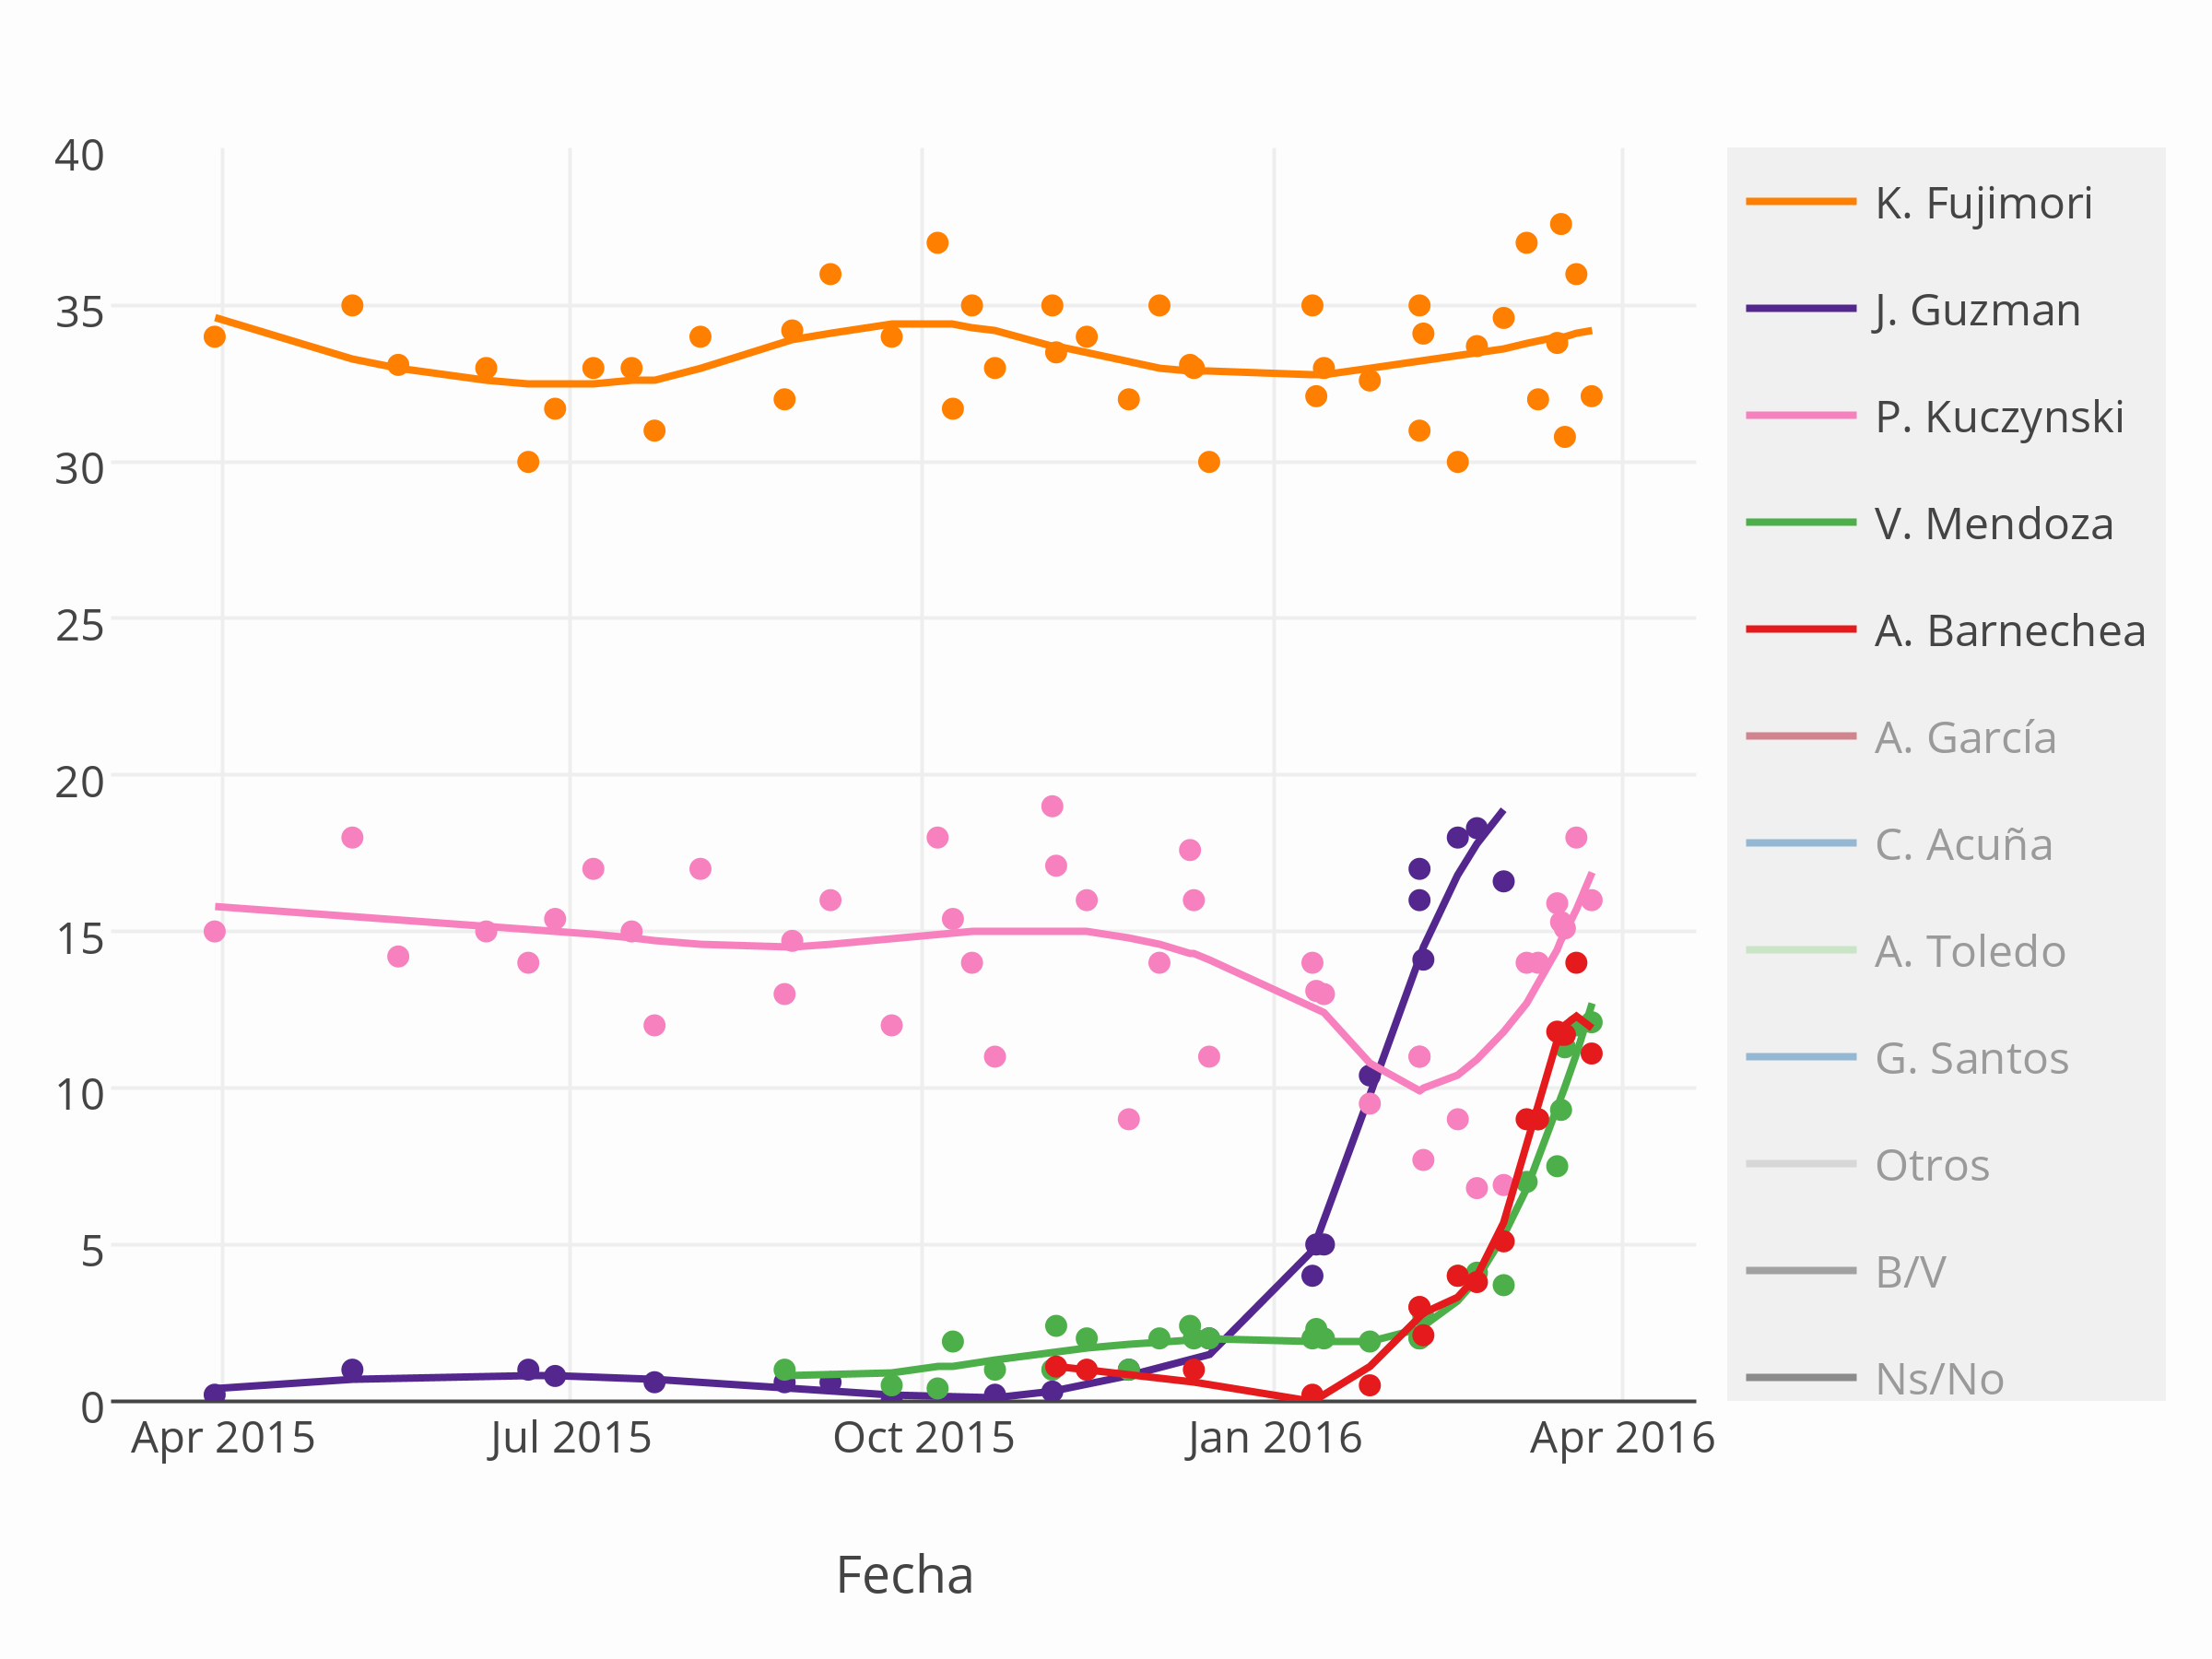 40
35
30
25
20
15
10
5
0
Apr 2015 Jul 2015 Oct 2015 Jan 2016 Apr 2016
Fecha
K. Fujimori
J. Guzman
P. Kuczynski
V. Mendoza
A. Barnechea
A. García
C. Acuña
A. Toledo
G. Santos
Otros
B/V
Ns/No